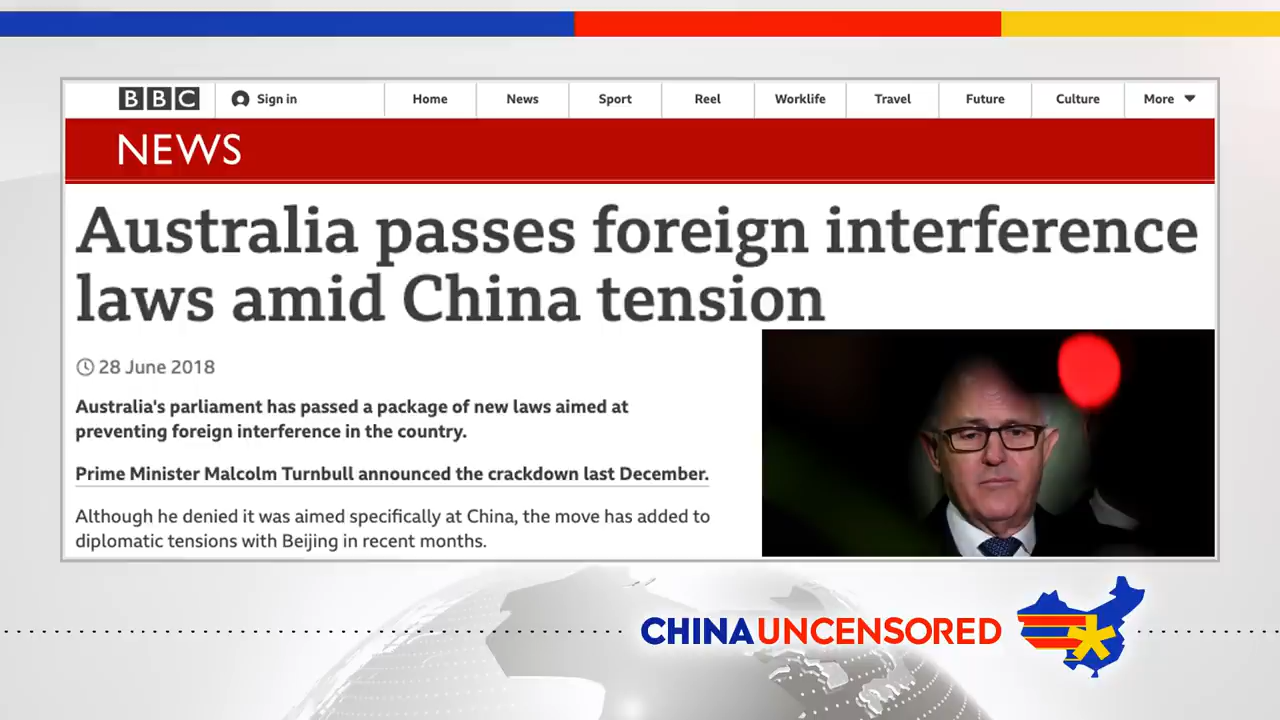 BBC Sign in Home News Sport Reel Worklife Travel Future Culture More
NEWS
Australia passes foreign interference
laws amid China tension
28 June 2018
Australia's parliament has passed a package of new laws aimed at
preventing foreign interference in the country.
Prime Minister Malcolm Turnbull announced the crackdown last December.
Although he denied it was aimed specifically at China, the move has added to
diplomatic tensions with Beijing in recent months.
CHINA UNCENSORED